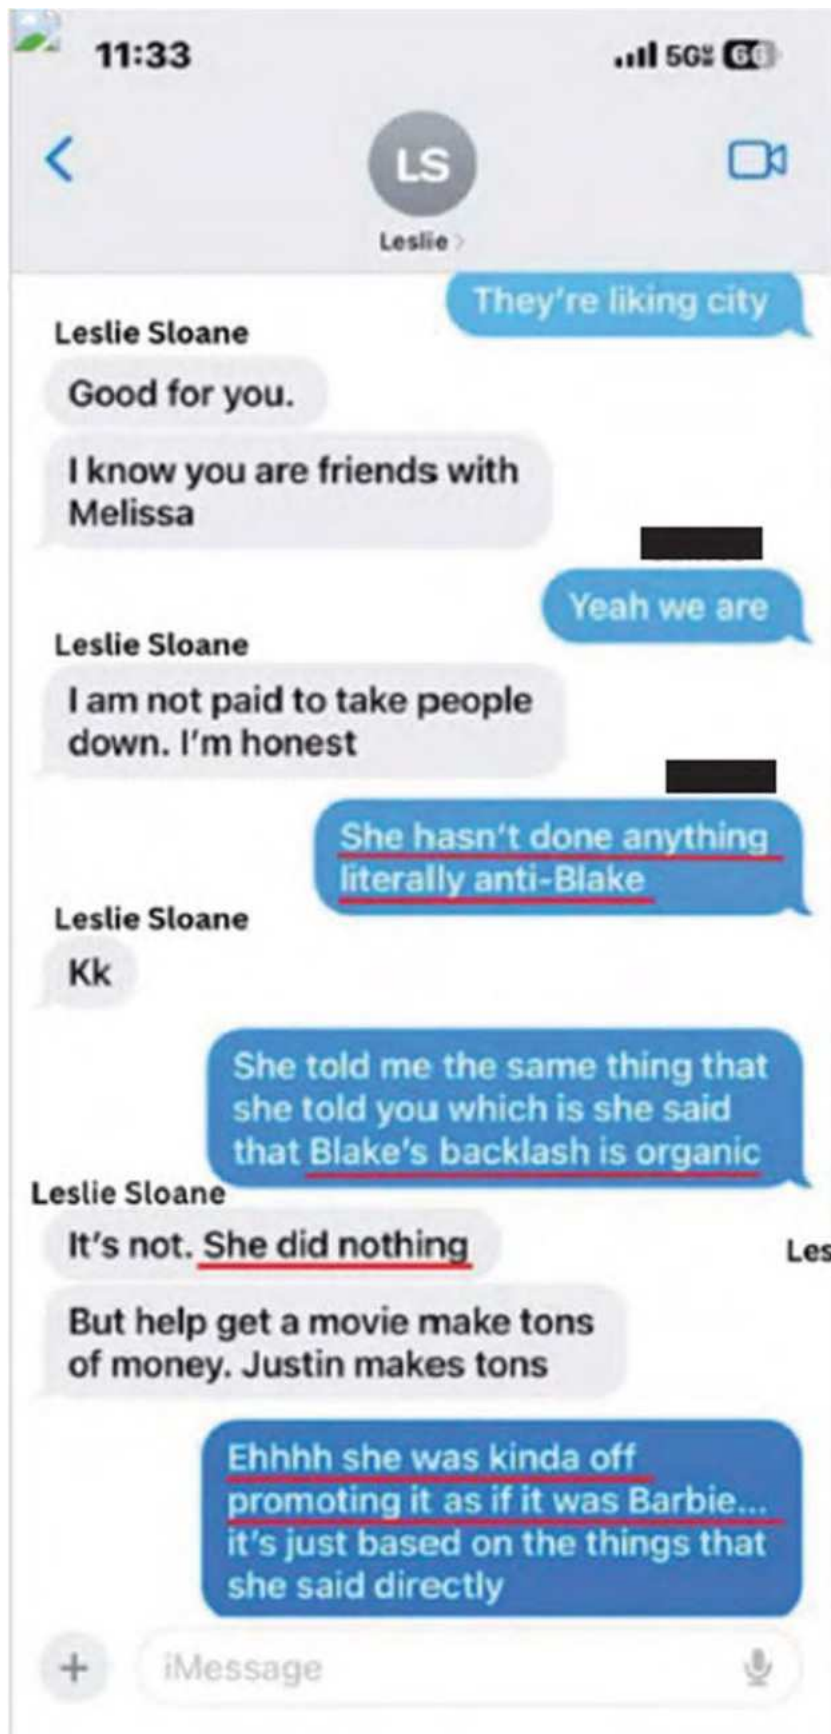 11:33
5G
66
LS
Leslie
They're liking city
Leslie Sloane
Good for you.
I know you are friends with
Melissa
Yeah we are
Leslie Sloane
I am not paid to take people
down. I'm honest
She hasn't done anything
literally anti-Blake
Leslie Sloane
Kk
She told me the same thing that
she told you which is she said
that Blake's backlash is organic
Leslie Sloane
It's not. She did nothing
Les
But help get a movie make tons
of money. Justin makes tons
Ehhhh she was kinda off
promoting it as if it was Barbie...
it's just based on the things that
she said directly
iMessage